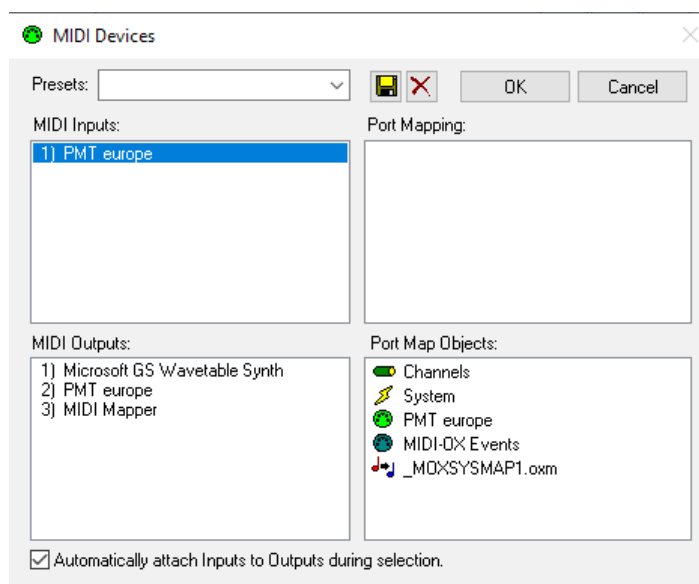 MIDI Devices
Presets:
OK
Cancel
MIDI Inputs:
1) PMT europe
Port Mapping:
MIDI Outputs:
1) Microsoft GS Wavetable Synth
2) PMT europe
3) MIDI Mapper
Port Map Objects:
Channels
System
PMT europe
MIDI-OX Events
_MOXSYSMAP1.oxm
Automatically attach Inputs to Outputs during selection.